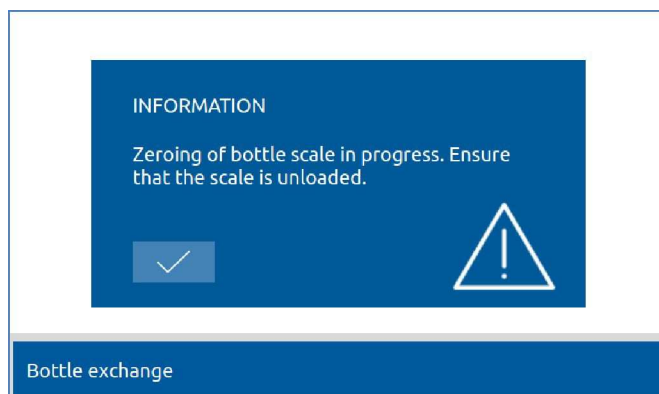 INFORMATION
Zeroing of bottle scale in progress. Ensure
that the scale is unloaded.
Bottle exchange